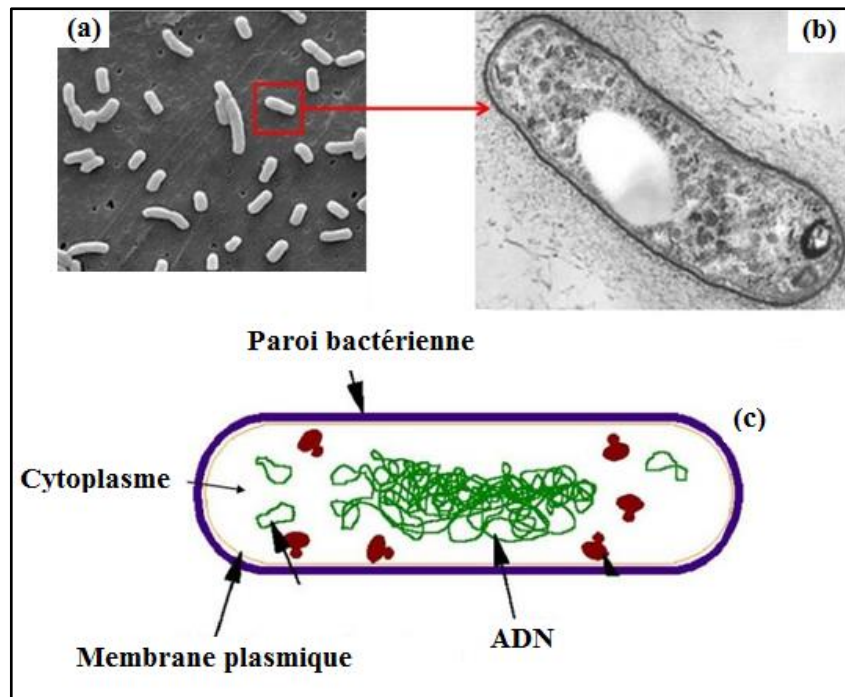 (a)
(b)
Paroi bactérienne
(c)
Cytoplasme
ADN
Membrane plasmique